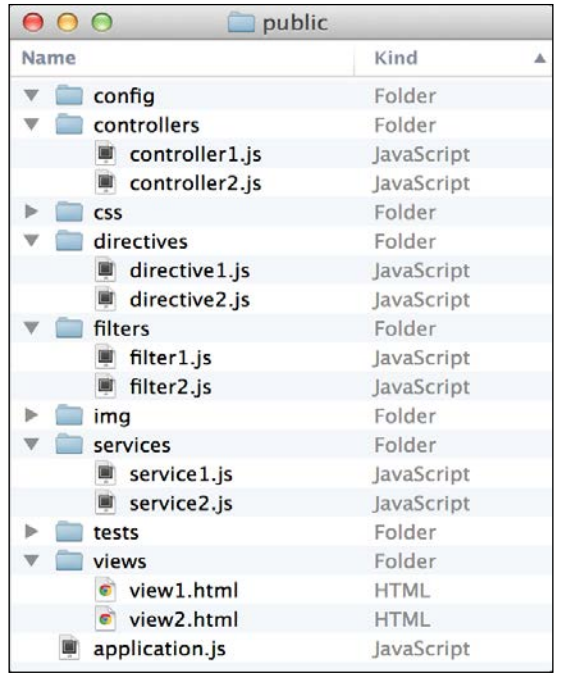 public
Name Kind
config Folder
controllers Folder
controller1.js JavaScript
controller2.js JavaScript
css Folder
directives Folder
directive1.js JavaScript
directive2.js JavaScript
filters Folder
filter1.js JavaScript
filter2.js JavaScript
img Folder
services Folder
service1.js JavaScript
service2.js JavaScript
tests Folder
views Folder
view1.html HTML
view2.html HTML
application.js JavaScript